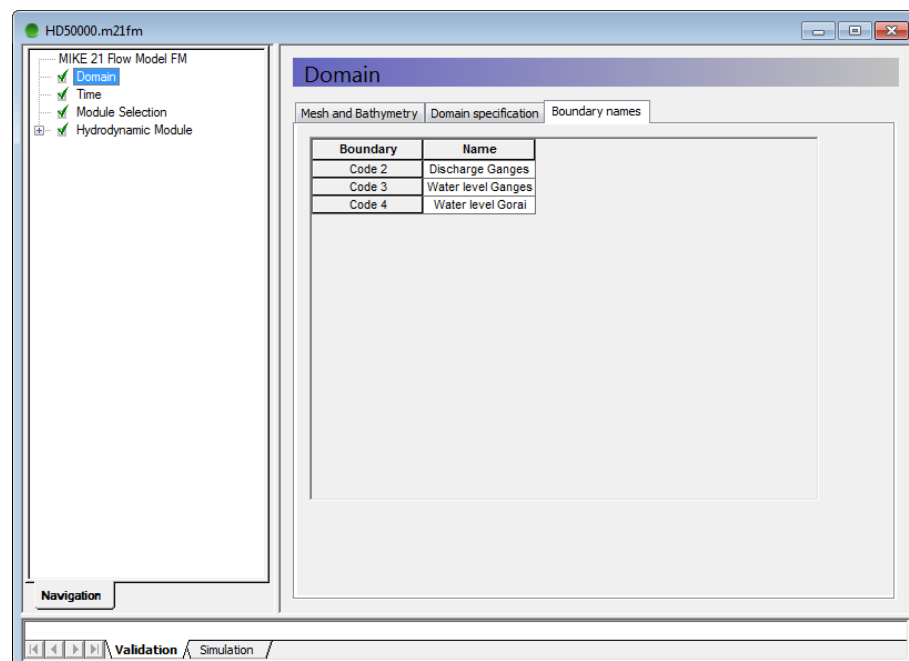 HD50000.m21fm
MIKE 21 Flow Model FM
Domain
Time
Module Selection
Hydrodynamic Module
Navigation
Domain
Mesh and Bathymetry Domain specification Boundary names
Boundary Name
Code 2 Discharge Ganges
Code 3 Water level Ganges
Code 4 Water level Gorai
Validation Simulation